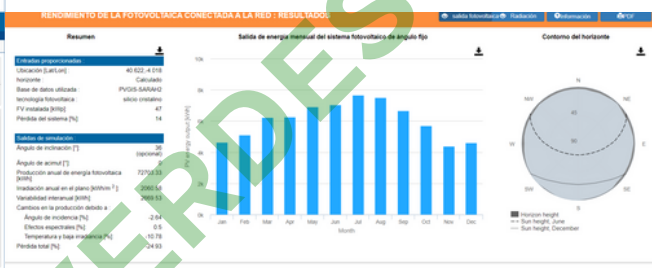 RENDIMIENTO DE LA FOTOVOLTAICA CONECTADA A LA RED : RESULTADOS
salida fotovoltaica Radiación Información PDF
Resumen
Entradas proporcionadas
Ubicación [Lat/Lon]: 40.622,-4.018
horizonte : Calculado
Base de datos utilizada : PVGIS-SARAH2
tecnología fotovoltaica : silicio cristalino
FV instalada [kWp]: 47
Pérdida del sistema [%]: 14
Salidas de simulación :
Ángulo de inclinación [°]: 36
(opcional)
Ángulo de acimut [°]:
Producción anual de energía fotovoltaica 72703.33
[kWh]:
Irradiación anual en el plano [kWh/m²]: 2060.58
Variabilidad interanual [kWh]:
Cambios en la producción debido a :
Ángulo de incidencia [%]: -2.64
Efectos espectrales [%]: 0.5
Temperatura y baja irradiancia [%]: -10.78
Pérdida total [%]: -24.93
Salida de energía mensual del sistema fotovoltaico de ángulo fijo
PV energy output [kWh]
10k
8k
6k
4k
2k
0k
Jan Feb Mar Apr May Jun Jul Aug Sep Oct Nov Dec
Month
Contorno del horizonte
N
NW NE
45
W 90 E
SW SE
S
Horizon height
Sun height, June
Sun height, December
VERDES